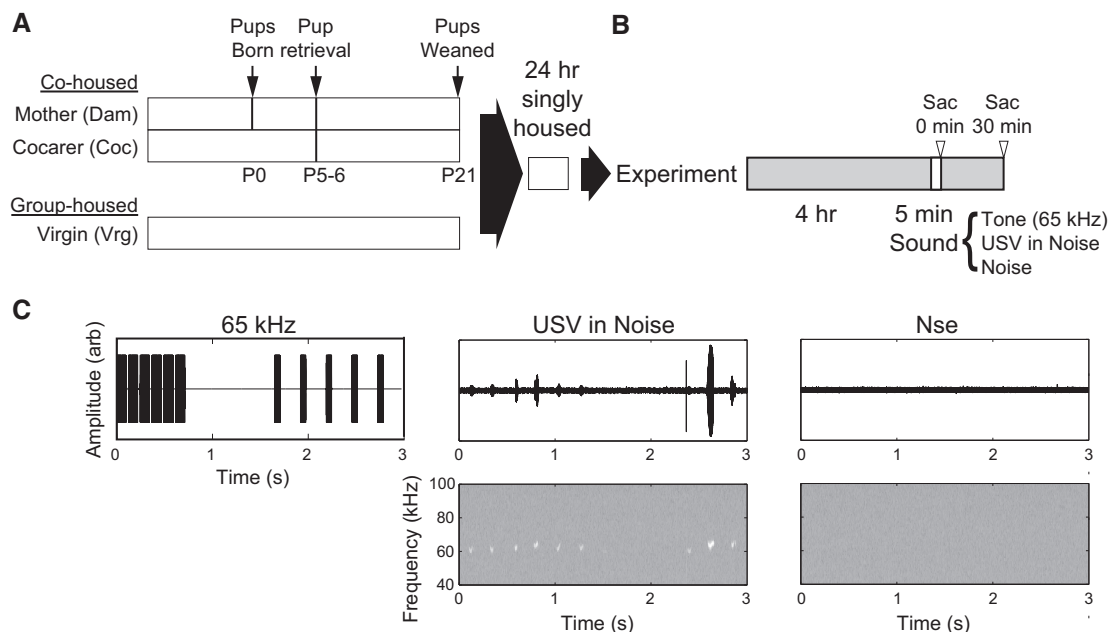 A
Pups
Born
Pup
retrieval
Pups
Weaned
Co-housed
Mother (Dam)
Cocarer (Coc)
P0
P5-6
P21
Group-housed
Virgin (Vrg)
24 hr
singly
housed
B
Sac
0 min
Sac
30 min
Experiment
4 hr
5 min
Sound
{
Tone (65 kHz)
USV in Noise
Noise
C
65 kHz
Amplitude (arb)
0 1 2 3
Time (s)
USV in Noise
0 1 2 3
Nse
0 1 2 3
Frequency (kHz)
100
80
60
40
0 1 2 3
Time (s)
0 1 2 3
Time (s)